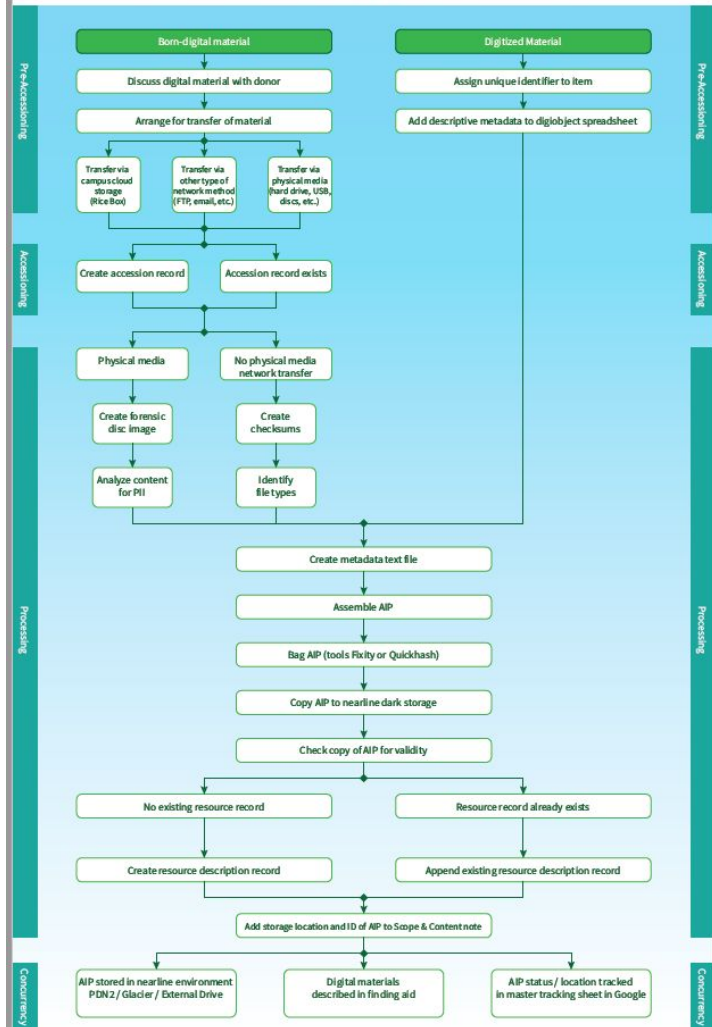 Born-digital material
Digitized Material
Pre-Accessioning
Pre-Accessioning
Discuss digital material with donor
Assign unique identifier to item
Arrange for transfer of material
Add descriptive metadata to digiobject spreadsheet
Transfer via
campus cloud
storage
(Rice Box)
Transfer via
other type of
network method
(FTP, email, etc.)
Transfer via
physical media
(hard drive, USB,
discs, etc.)
Accessioning
Accessioning
Create accession record
Accession record exists
Processing
Processing
Physical media
No physical media
network transfer
Create forensic
disc image
Create
checksums
Analyze content
for PII
Identify
file types
Create metadata text file
Assemble AIP
Bag AIP (tools Fixity or Quickhash)
Copy AIP to nearline dark storage
Check copy of AIP for validity
No existing resource record
Resource record already exists
Create resource description record
Append existing resource description record
Add storage location and ID of AIP to Scope & Content note
Concurrency
Concurrency
AIP stored in nearline environment
PDN2 / Glacier / External Drive
Digital materials
described in finding aid
AIP status / location tracked
in master tracking sheet in Google